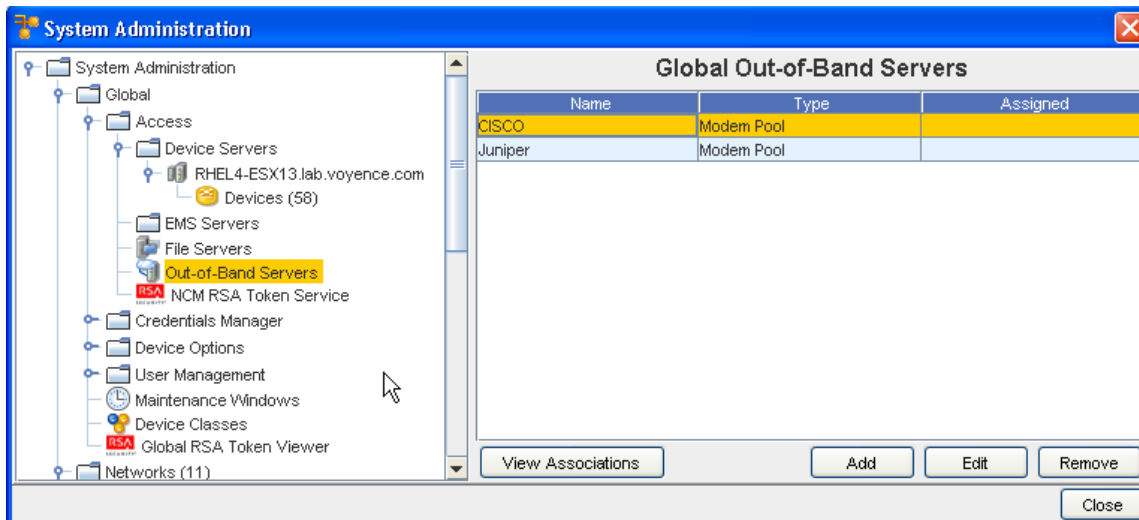 System Administration
System Administration
Global
Access
Device Servers
RHEL4-ESX13.lab.voyence.com
Devices (58)
EMS Servers
File Servers
Out-of-Band Servers
RSA NCM RSA Token Service
Credentials Manager
Device Options
User Management
Maintenance Windows
Device Classes
RSA Global RSA Token Viewer
Networks (11)
Global Out-of-Band Servers
Name Type Assigned
CISCO Modem Pool
Juniper Modem Pool
View Associations Add Edit Remove
Close